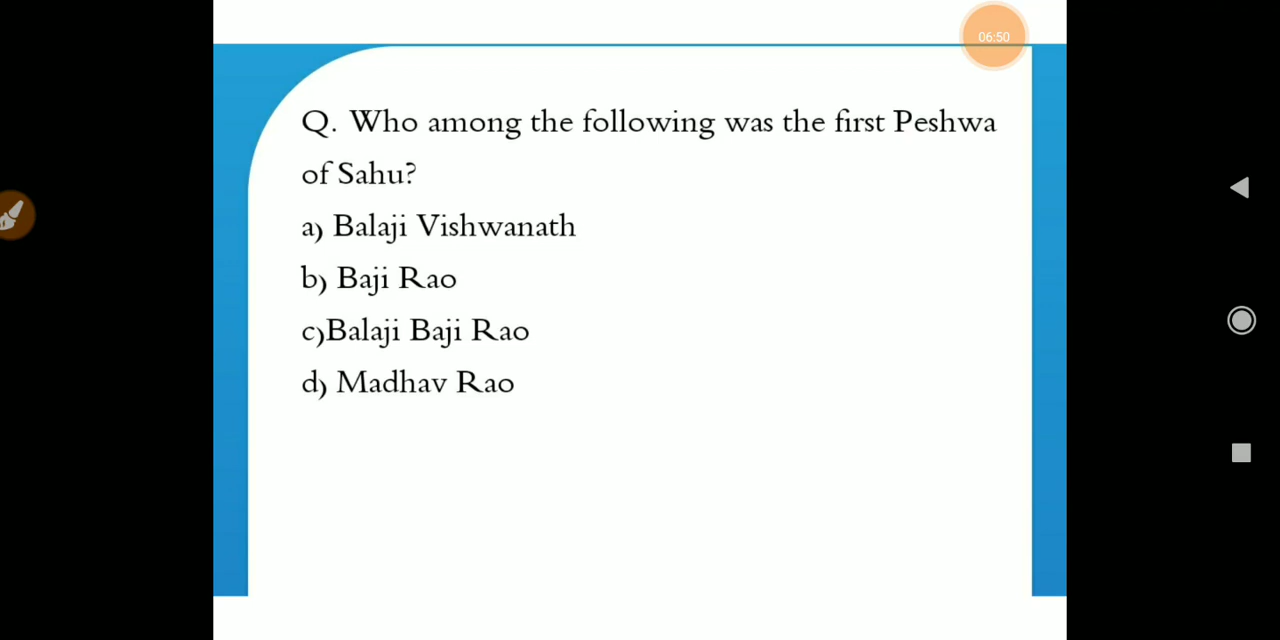 06:50
Q. Who among the following was the first Peshwa
of Sahu?
a) Balaji Vishwanath
b) Baji Rao
c)Balaji Baji Rao
d) Madhav Rao